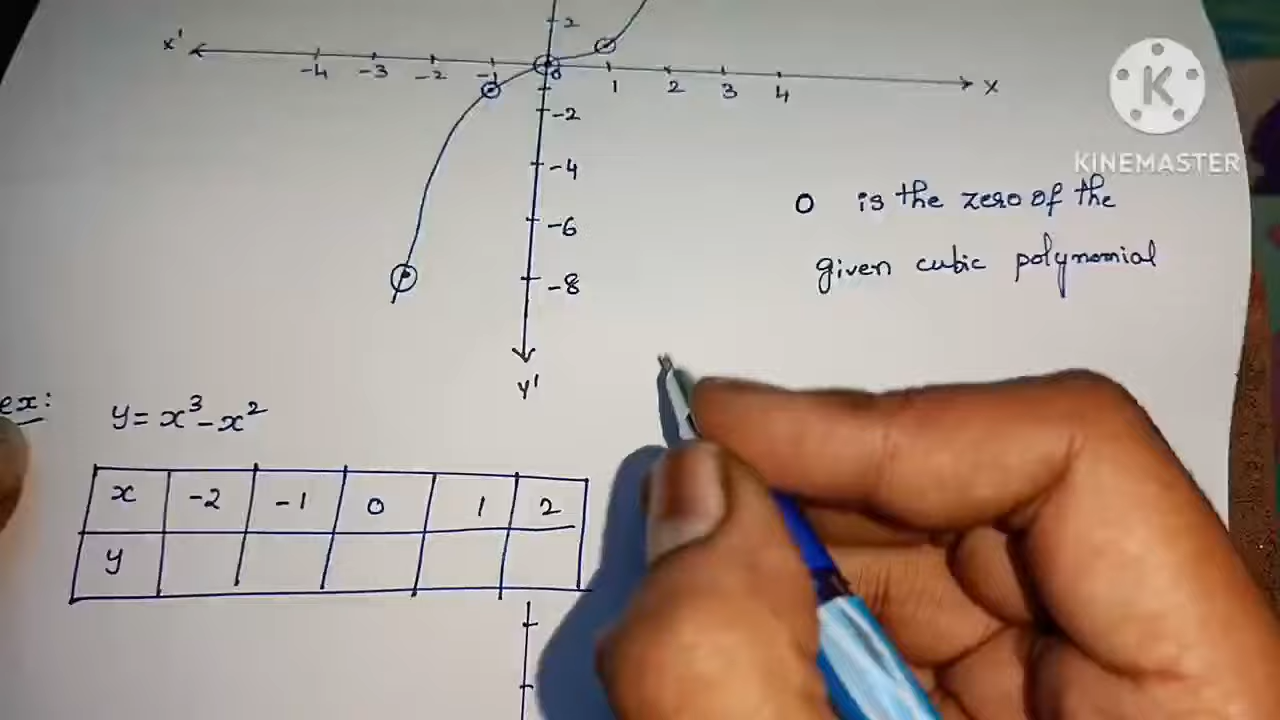 2
x' -4 -3 -2 -1 0 1 2 3 4 x
-2
-4
-6
-8
y'
K
KINEMASTER
0 is the zero of the
given cubic polynomial
ex: y = x³ - x²
x -2 -1 0 1 2
y